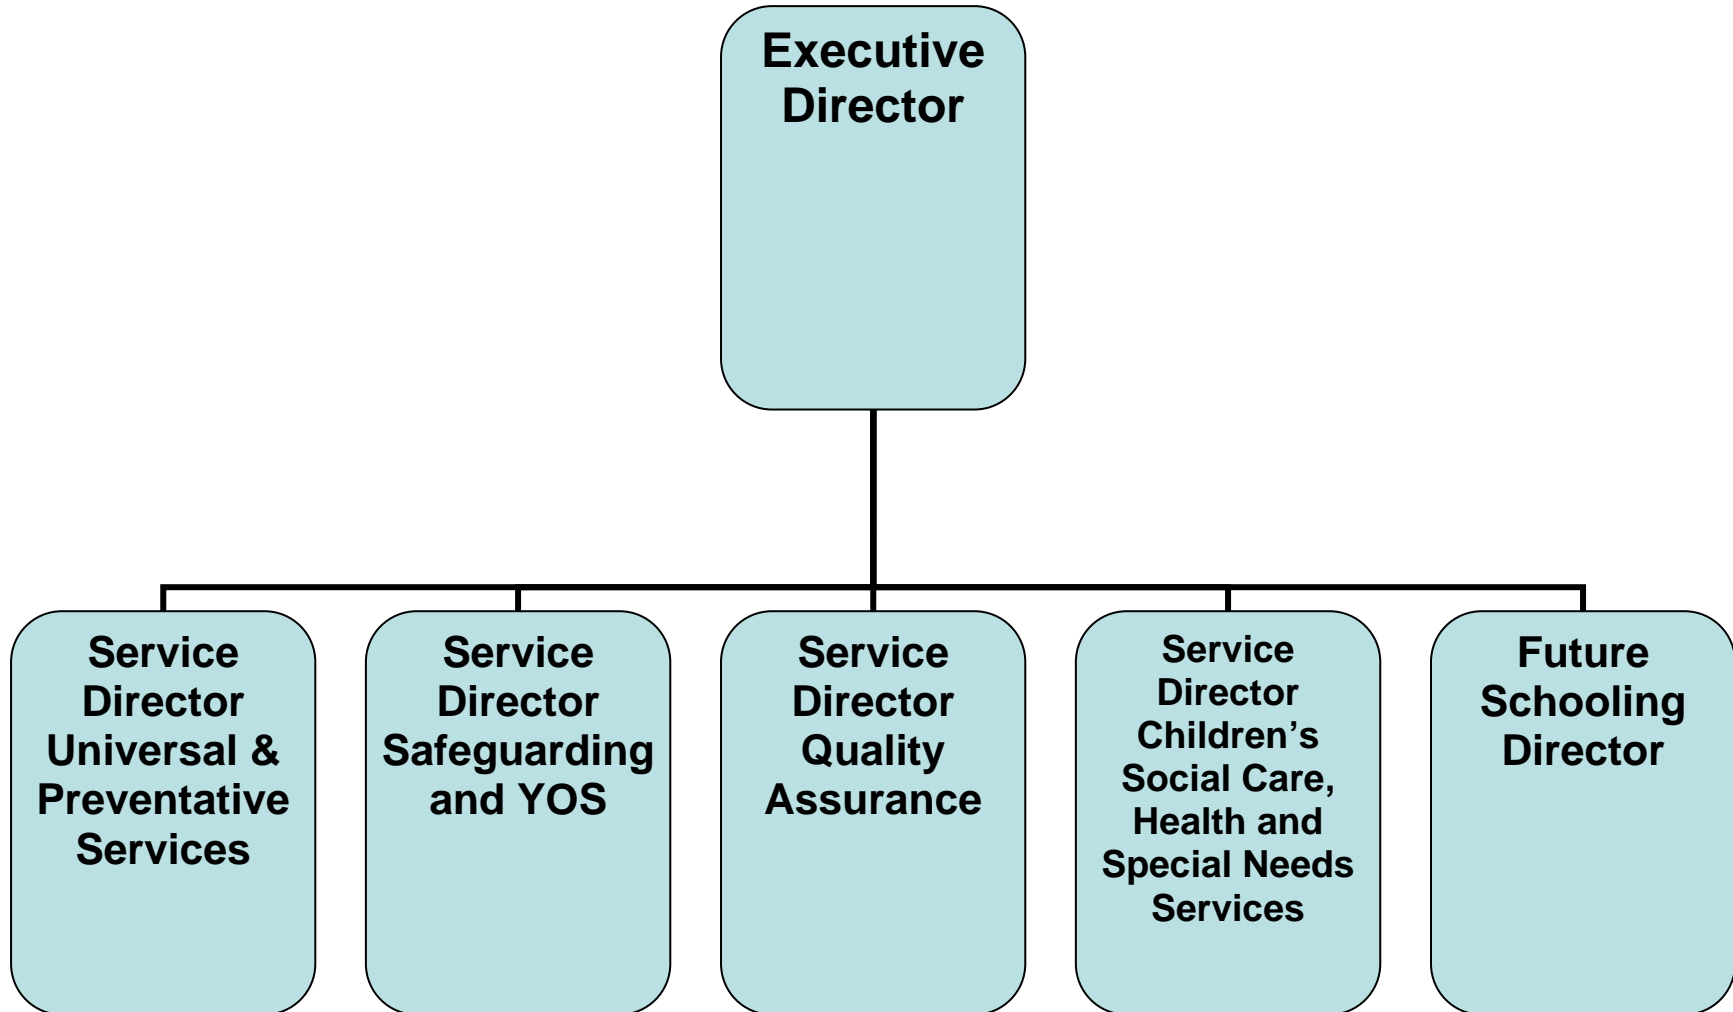 Executive
Director
Service
Director
Universal &
Preventative
Services
Service
Director
Safeguarding
and YOS
Service
Director
Quality
Assurance
Service
Director
Children’s
Social Care,
Health and
Special Needs
Services
Future
Schooling
Director